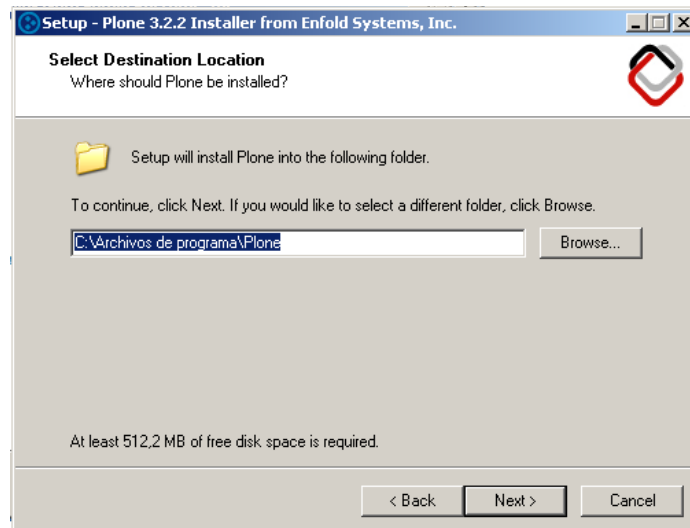 Setup - Plone 3.2.2 Installer from Enfold Systems, Inc.
Select Destination Location
Where should Plone be installed?
Setup will install Plone into the following folder.
To continue, click Next. If you would like to select a different folder, click Browse.
C:\Archivos de programa\Plone
Browse...
At least 512,2 MB of free disk space is required.
< Back
Next >
Cancel